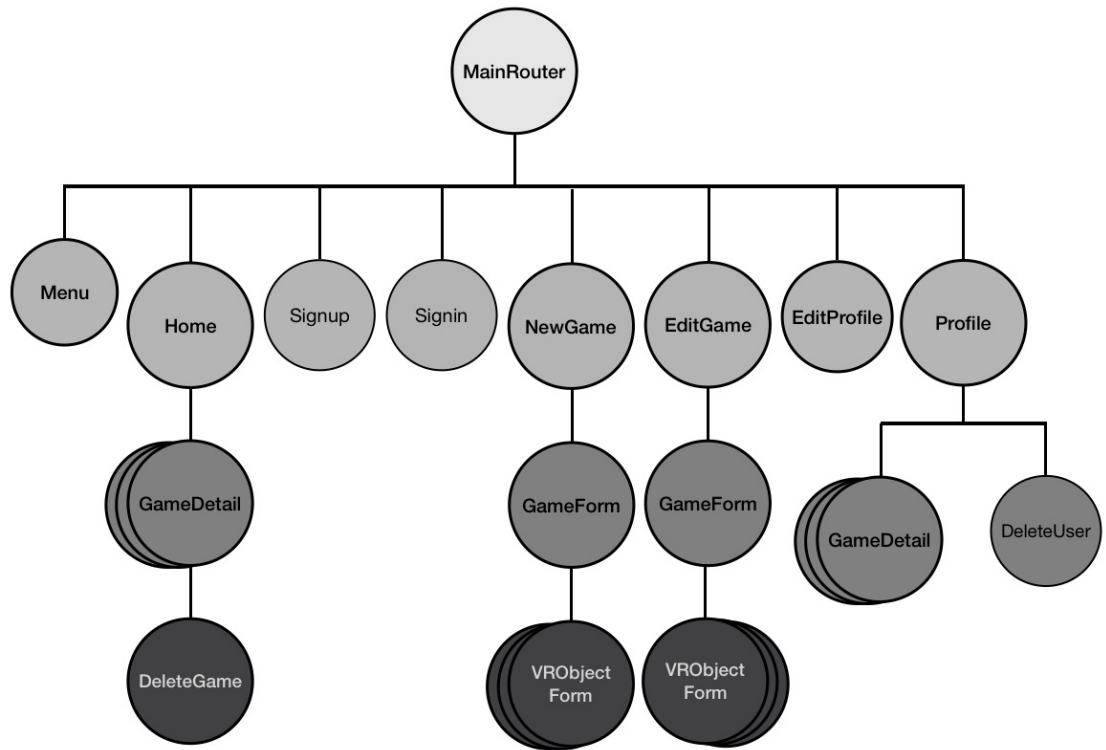 MainRouter
Menu
Home
Signup
Signin
NewGame
EditGame
EditProfile
Profile
GameDetail
GameForm
GameForm
GameDetail
DeleteUser
DeleteGame
VRObject
Form
VRObject
Form